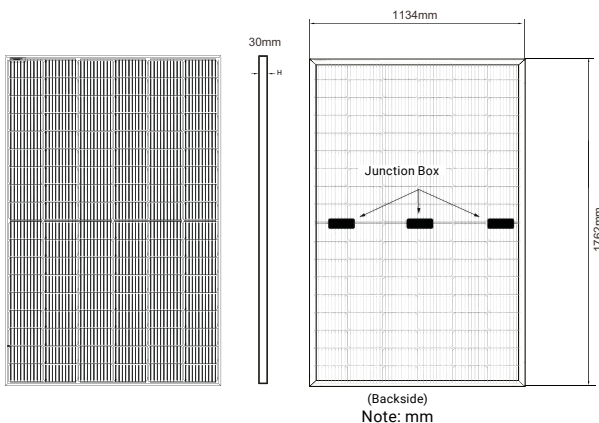 1134mm
30mm
H
Junction Box
1762mm
(Backside)
Note: mm